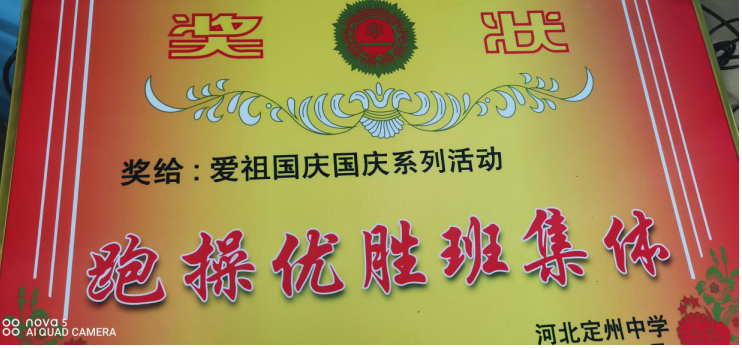 奖状
奖给：爱祖国庆国庆系列活动
跑操优胜班集体
河北定州中学
nova 5
AI QUAD CAMERA